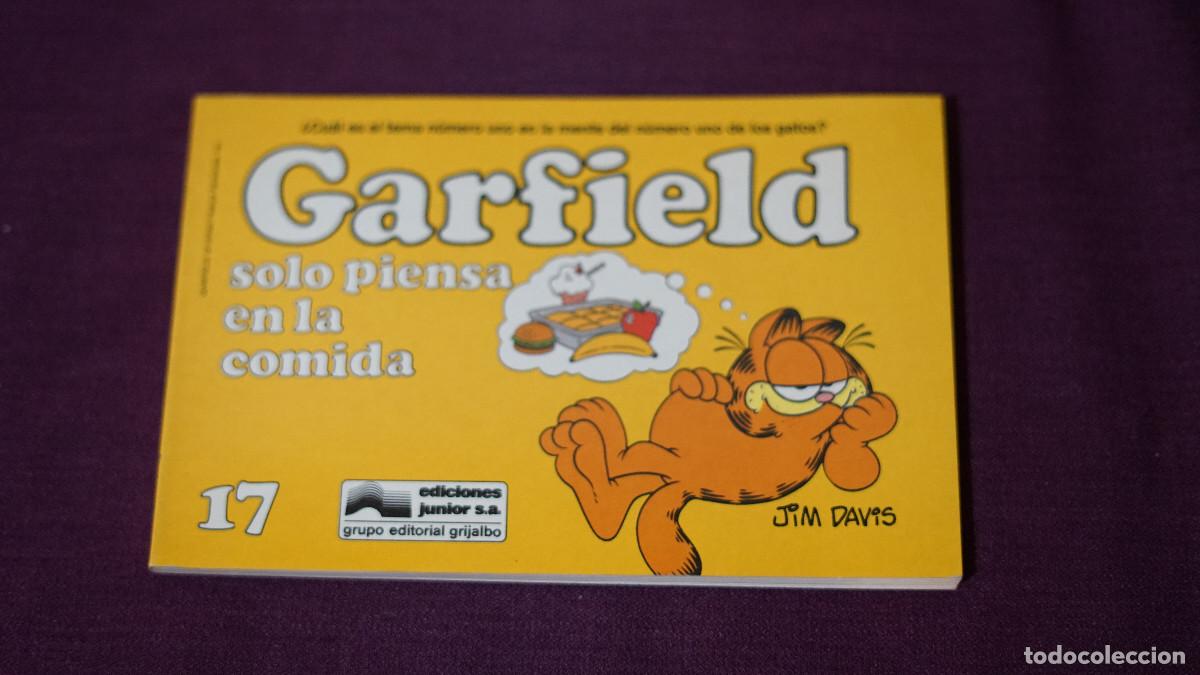 ¿Cuál es el tema número uno en la mente del número uno de los gatos?
Garfield
solo piensa
en la
comida
17
ediciones
junior s.a.
grupo editorial grijalbo
JIM DAVIS
todocoleccion